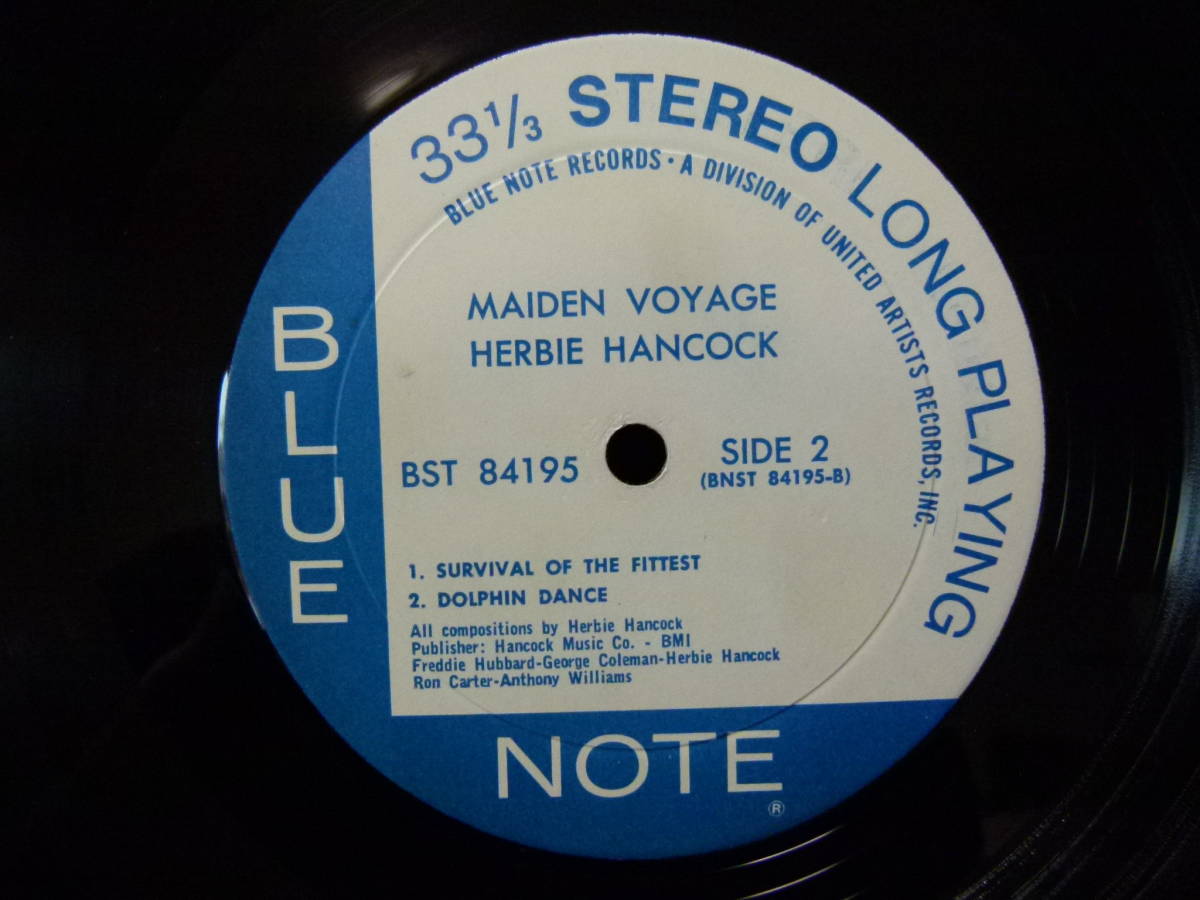 33 1/3 STEREO LONG PLAYING
BLUE NOTE RECORDS · A DIVISION OF UNITED ARTISTS RECORDS, INC.
MAIDEN VOYAGE
HERBIE HANCOCK
BST 84195
SIDE 2
(BNST 84195-B)
1. SURVIVAL OF THE FITTEST
2. DOLPHIN DANCE
All compositions by Herbie Hancock
Publisher: Hancock Music Co. - BMI
Freddie Hubbard-George Coleman-Herbie Hancock
Ron Carter-Anthony Williams
BLUE
NOTE
®